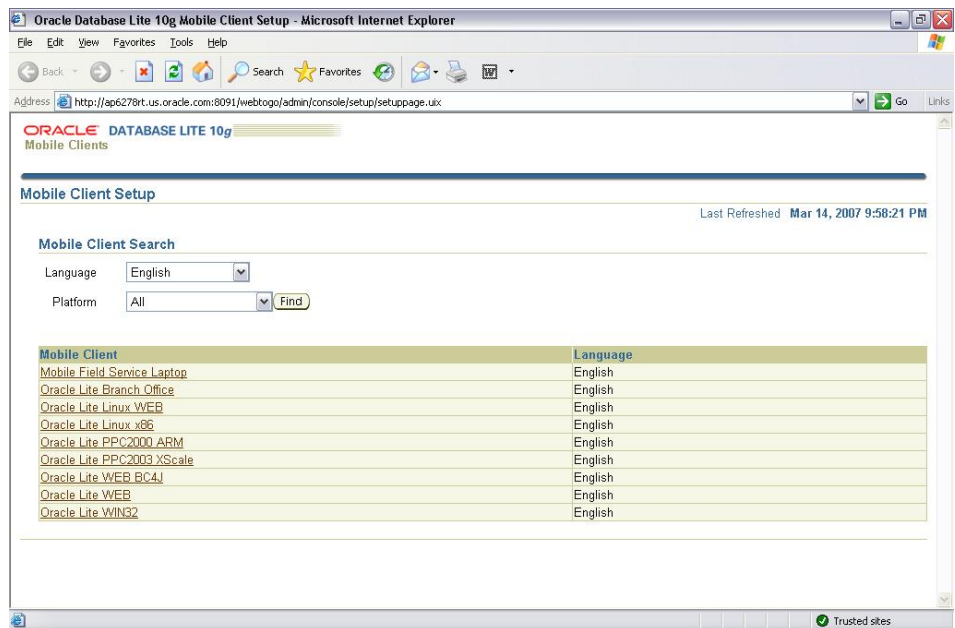 Oracle Database Lite 10g Mobile Client Setup - Microsoft Internet Explorer
File Edit View Favorites Tools Help
Back Search Favorites
Address http://ap6278rt.us.oracle.com:8091/webtogo/admin/console/setup/setuppage.uix Go Links
ORACLE DATABASE LITE 10g
Mobile Clients
Mobile Client Setup
Last Refreshed Mar 14, 2007 9:58:21 PM
Mobile Client Search
Language English
Platform All Find
Mobile Client Language
Mobile Field Service Laptop English
Oracle Lite Branch Office English
Oracle Lite Linux WEB English
Oracle Lite Linux x86 English
Oracle Lite PPC2000 ARM English
Oracle Lite PPC2003 XScale English
Oracle Lite WEB BC4J English
Oracle Lite WEB English
Oracle Lite WIN32 English
Trusted sites